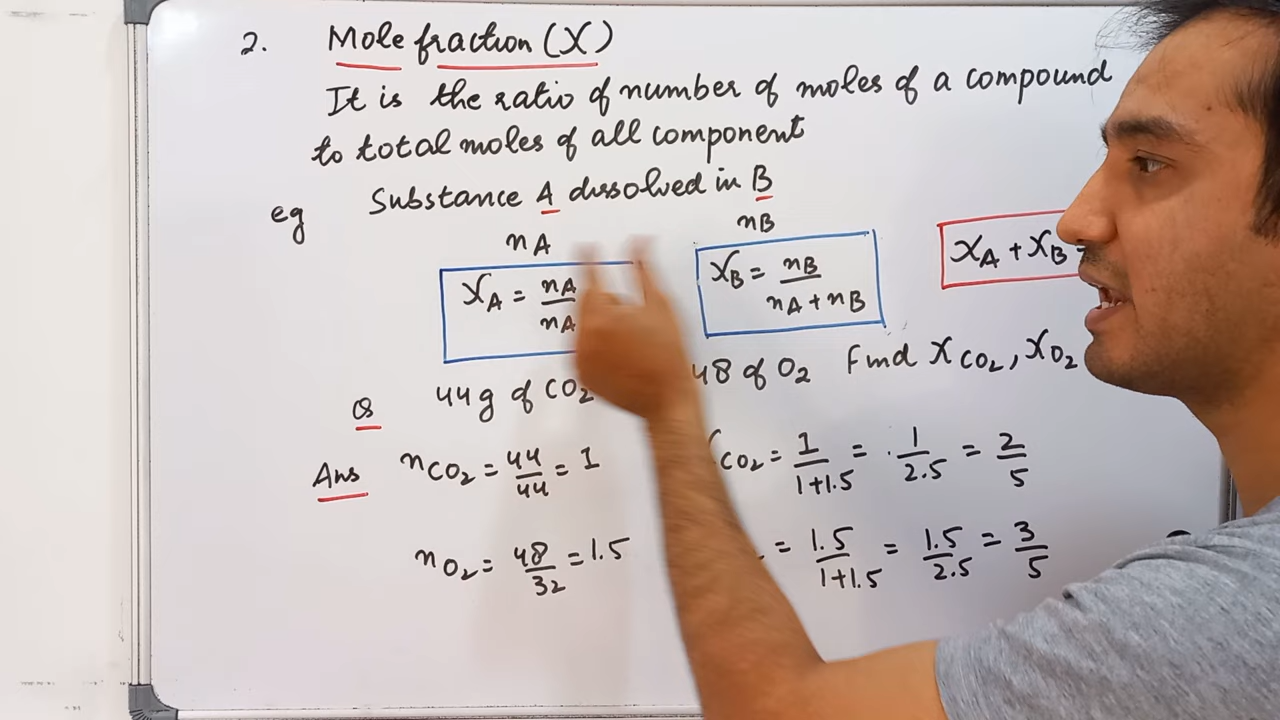 2. Mole fraction (X)
It is the ratio of number of moles of a compound
to total moles of all component
eg Substance A dissolved in B
nA nB
XA = nA / nA
XB = nB / nA + nB
XA + XB
Q 44g of CO2 48 of O2 Find XCO2, XO2
Ans nCO2 = 44/44 = 1
CO2 = 1/1+1.5 = 1/2.5 = 2/5
nO2 = 48/32 = 1.5
= 1.5/1+1.5 = 1.5/2.5 = 3/5